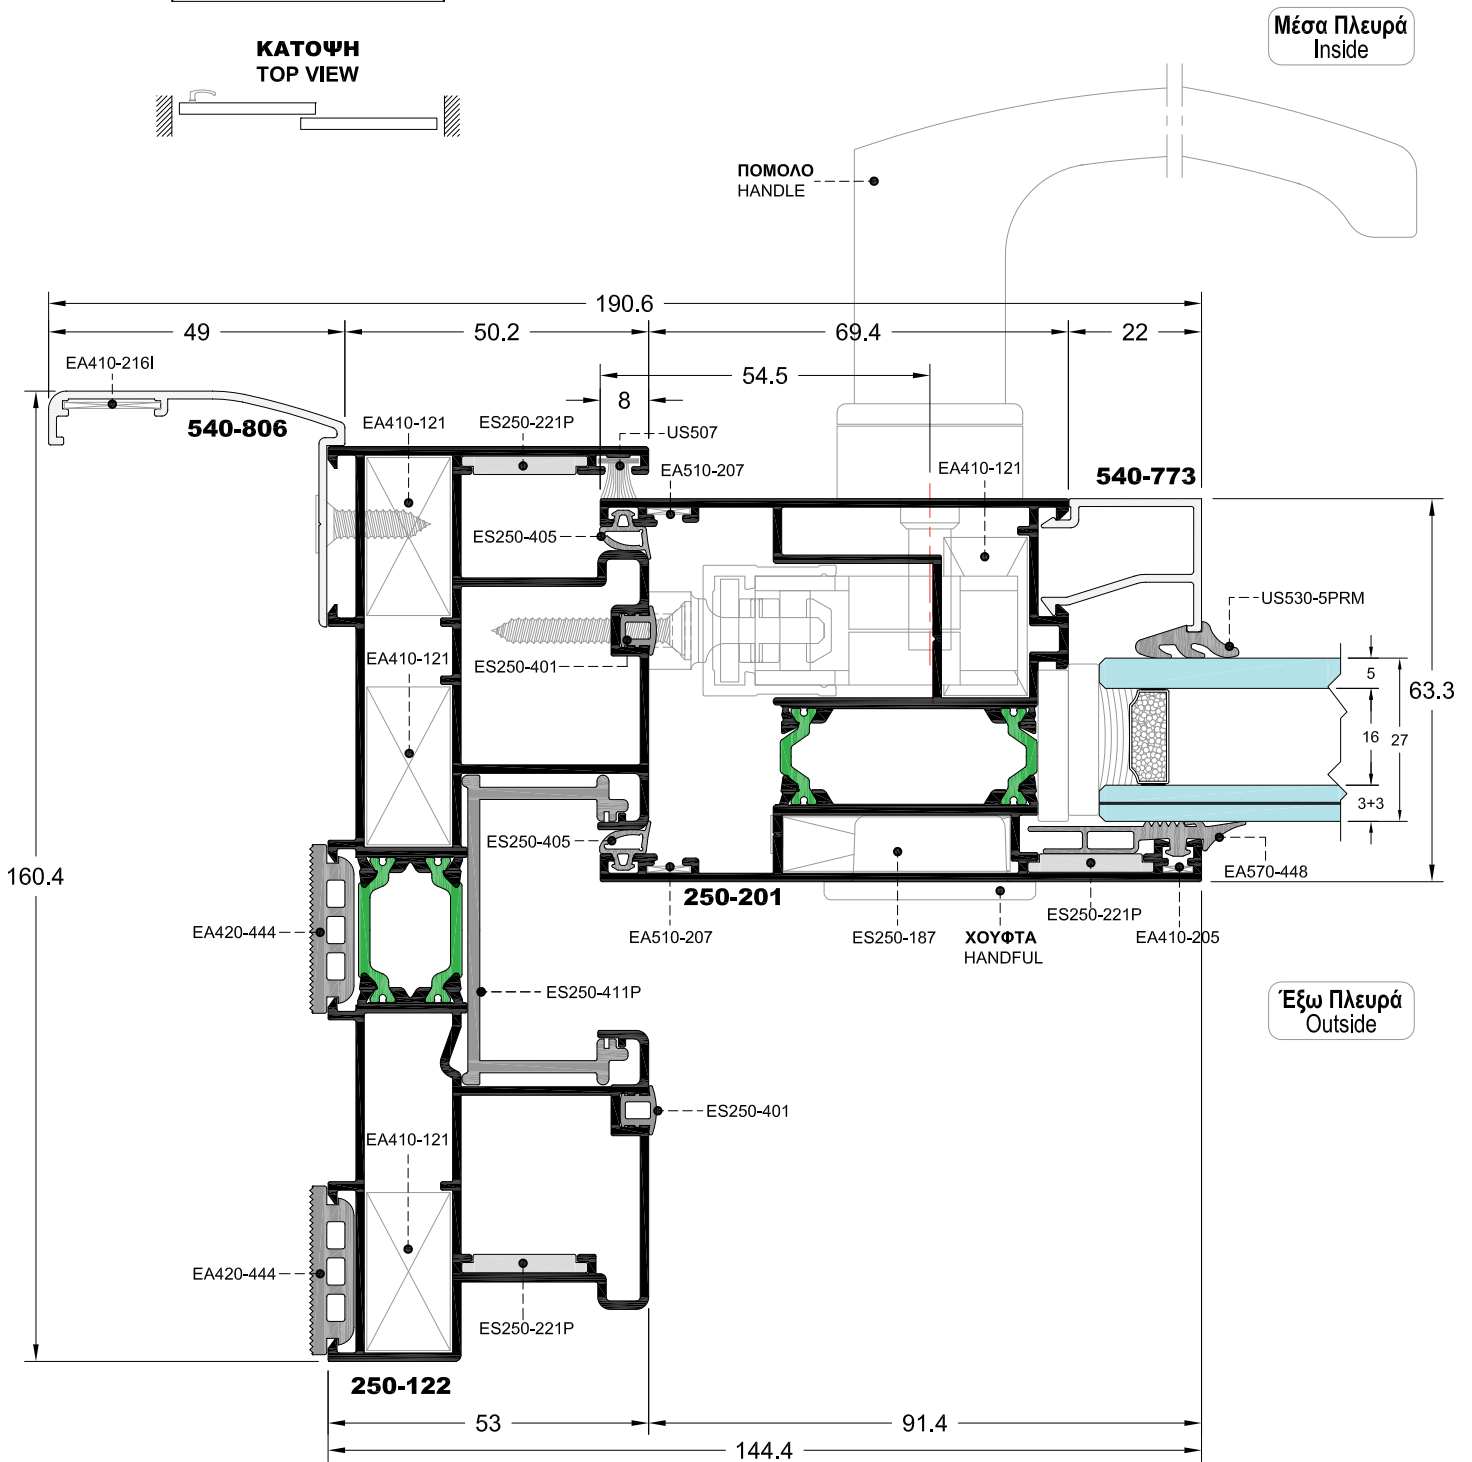 ΚΑΤΟΨΗ
TOP VIEW
Μέσα Πλευρά
Inside
ΠΟΜΟΛΟ
HANDLE
190.6
49
50.2
69.4
22
54.5
8
EA410-216I
540-806
EA410-121
ES250-221P
US507
EA510-207
EA410-121
540-773
ES250-405
US530-5PRM
EA410-121
ES250-401
5
63.3
16
27
3+3
ES250-405
160.4
EA570-448
250-201
ES250-221P
EA420-444
EA510-207
ES250-187
ΧΟΥΦΤΑ
HANDFUL
EA410-205
ES250-411P
Έξω Πλευρά
Outside
ES250-401
EA410-121
EA420-444
ES250-221P
250-122
53
91.4
144.4